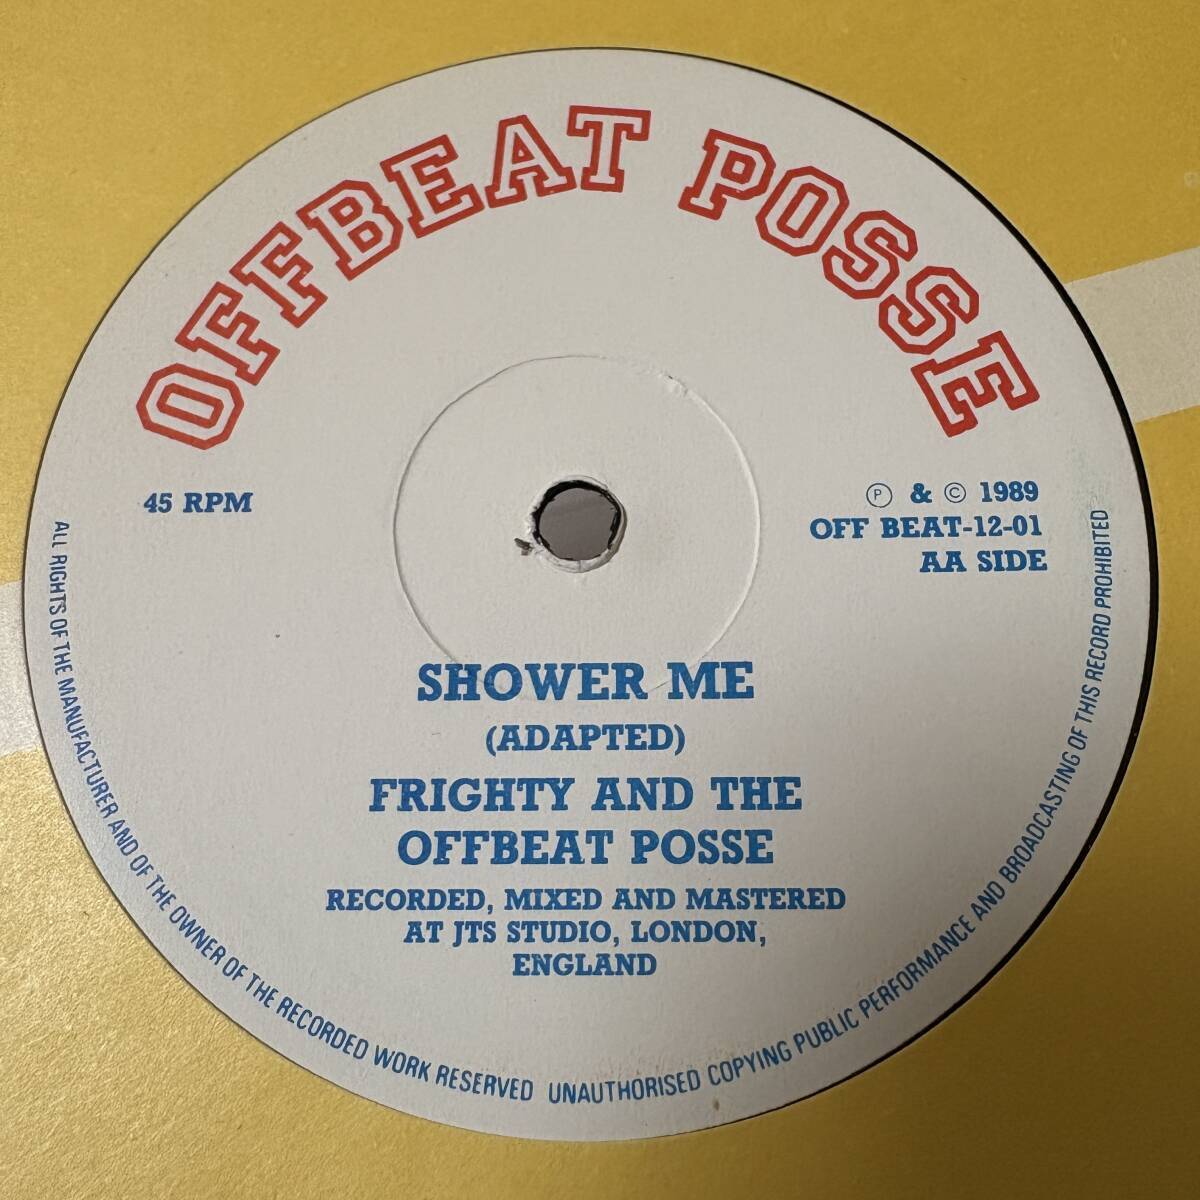 OFFBEAT POSSE
45 RPM
Ⓟ & © 1989
OFF BEAT-12-01
AA SIDE
SHOWER ME
(ADAPTED)
FRIGHTY AND THE
OFFBEAT POSSE
RECORDED, MIXED AND MASTERED
AT JTS STUDIO, LONDON,
ENGLAND
ALL RIGHTS OF THE MANUFACTURER AND OF THE OWNER OF THE RECORDED WORK RESERVED UNAUTHORISED COPYING PUBLIC PERFORMANCE AND BROADCASTING OF THIS RECORD PROHIBITED